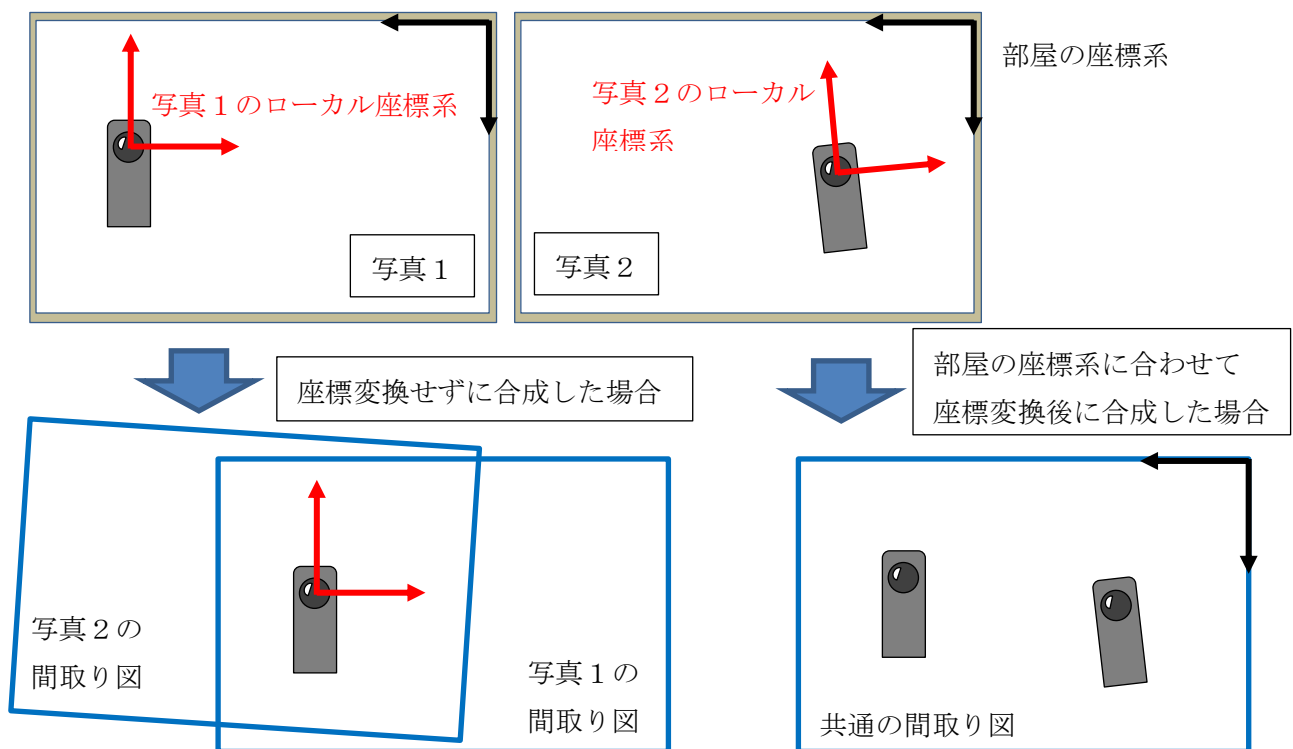 部屋の座標系
写真１のローカル座標系
写真２のローカル
座標系
写真１
写真２
座標変換せずに合成した場合
部屋の座標系に合わせて
座標変換後に合成した場合
写真２の
間取り図
写真１の
間取り図
共通の間取り図